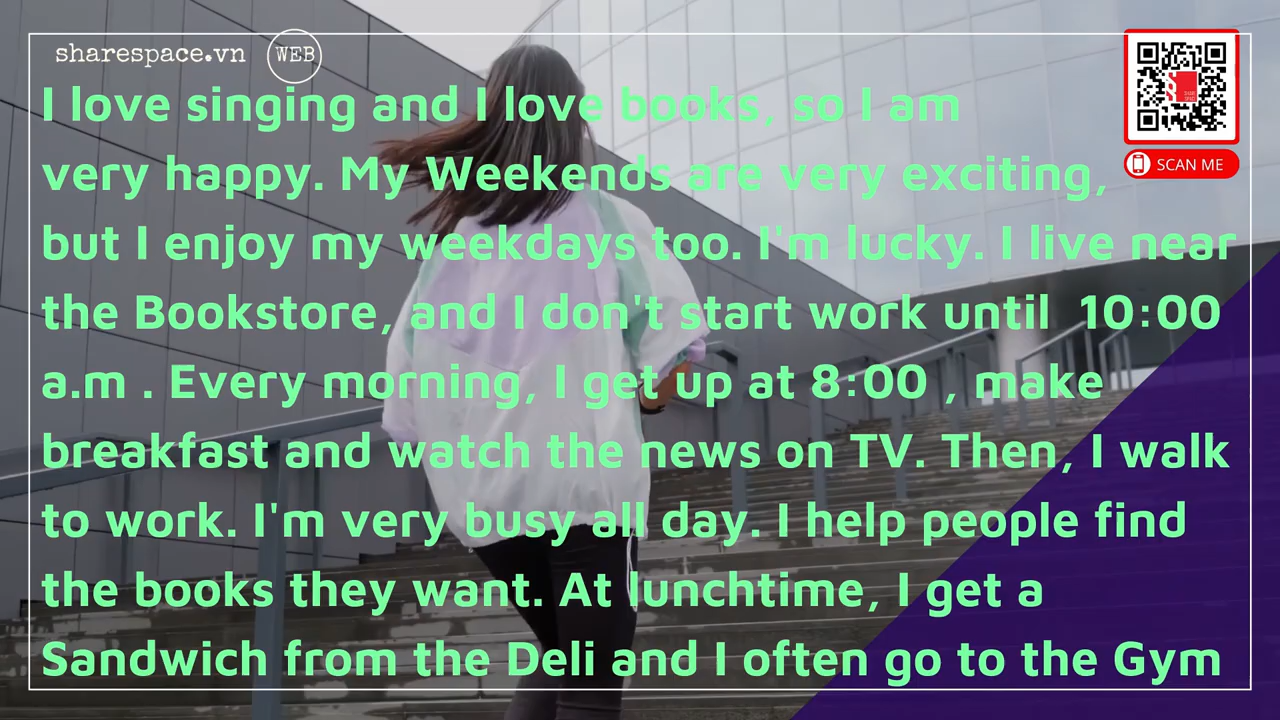 sharespace.vn WEB
I love singing and I love books, so I am
very happy. My Weekends are very exciting,
but I enjoy my weekdays too. I'm lucky. I live near
the Bookstore, and I don't start work until 10:00
a.m . Every morning, I get up at 8:00 , make
breakfast and watch the news on TV. Then, I walk
to work. I'm very busy all day. I help people find
the books they want. At lunchtime, I get a
Sandwich from the Deli and I often go to the Gym
SCAN ME